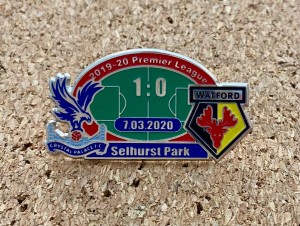 2019-20 Premier League
1:0
WATFORD
7.03.2020
CRYSTAL PALACE F.C.
Selhurst Park